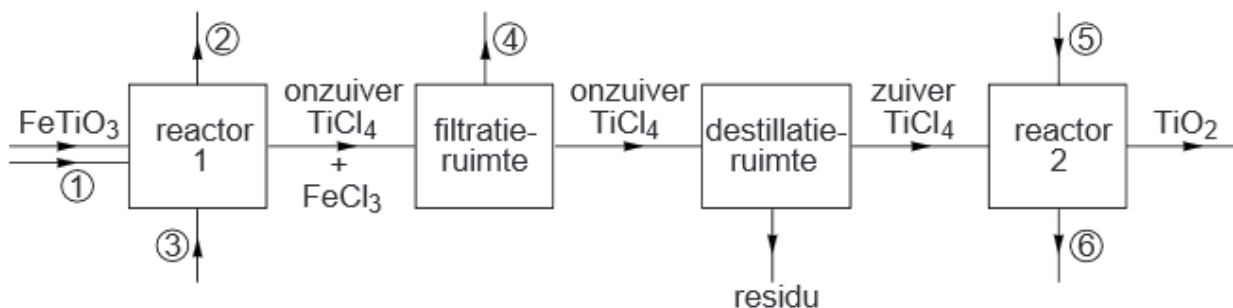 ②
④
⑤
FeTiO₃
reactor
1
onzuiver
TiCl₄
+
FeCl₃
filtratie-
ruimte
onzuiver
TiCl₄
destillatie-
ruimte
zuiver
TiCl₄
reactor
2
TiO₂
①
③
⑥
residu